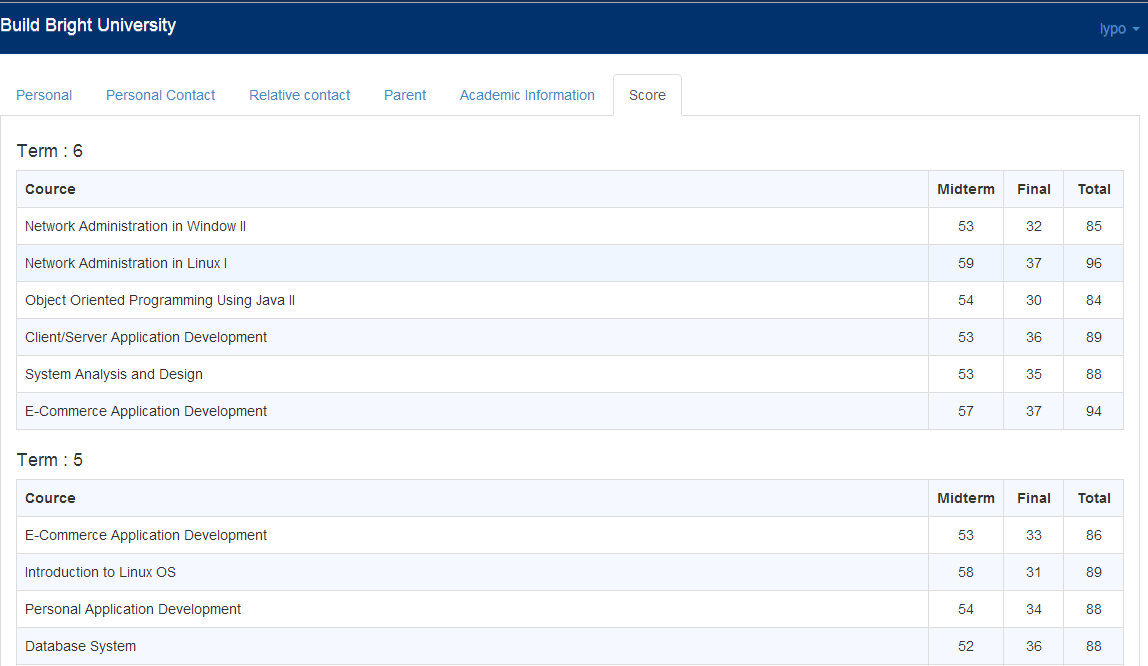 Build Bright University
lypo
Personal Personal Contact Relative contact Parent Academic Information Score
Term : 6
Cource Midterm Final Total
Network Administration in Window II 53 32 85
Network Administration in Linux I 59 37 96
Object Oriented Programming Using Java II 54 30 84
Client/Server Application Development 53 36 89
System Analysis and Design 53 35 88
E-Commerce Application Development 57 37 94
Term : 5
Cource Midterm Final Total
E-Commerce Application Development 53 33 86
Introduction to Linux OS 58 31 89
Personal Application Development 54 34 88
Database System 52 36 88